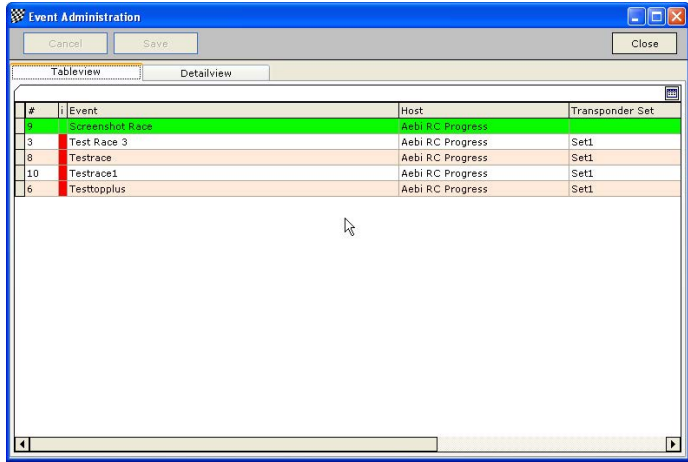 Event Administration
Cancel Save Close
Tableview Detailview
# i Event Host Transponder Set
9 Screenshot Race Aebi RC Progress
3 Test Race 3 Aebi RC Progress Set1
8 Testrace Aebi RC Progress Set1
10 Testrace1 Aebi RC Progress Set1
6 Testtopplus Aebi RC Progress Set1